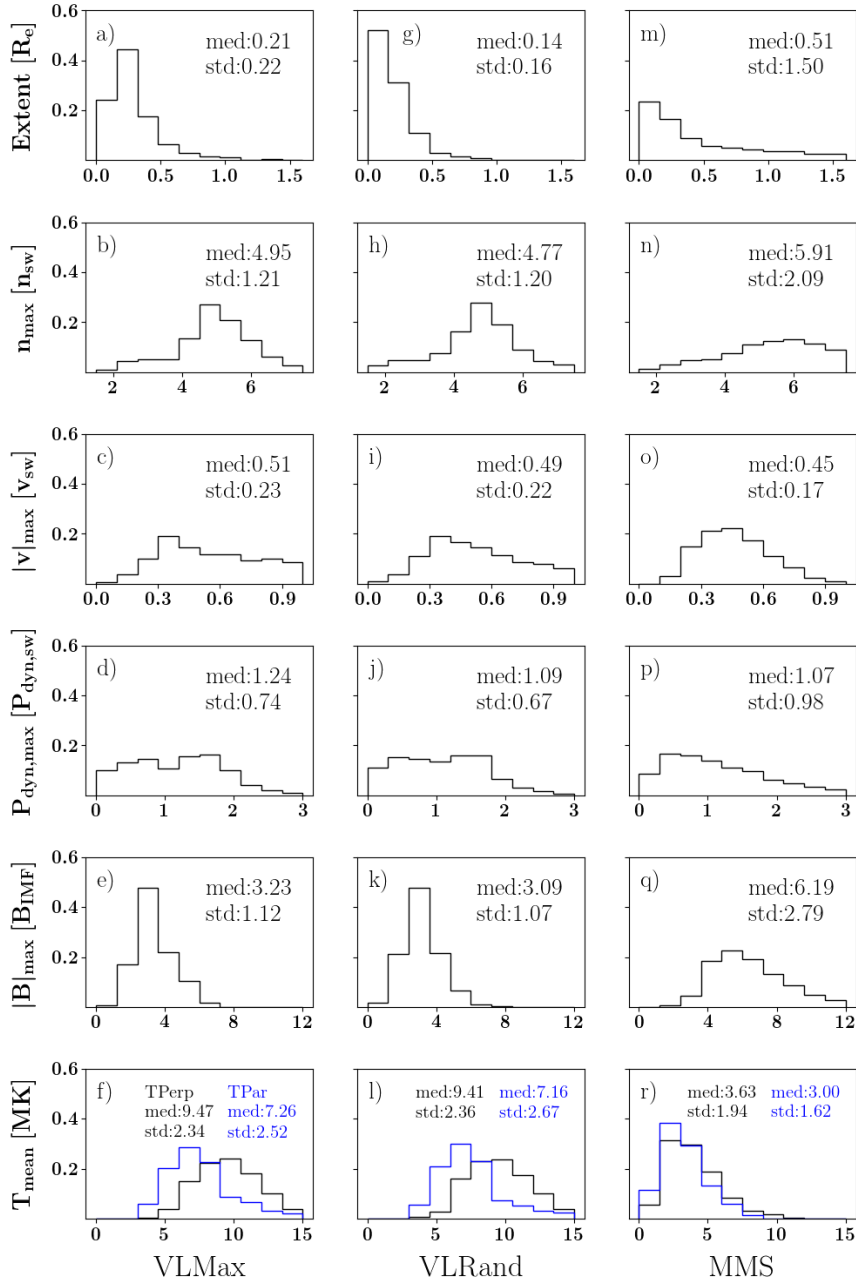 Extent [R_e]
0.6
0.4
0.2
a)
med:0.21
std:0.22
0.0 0.5 1.0 1.5
g)
med:0.14
std:0.16
0.0 0.5 1.0 1.5
m)
med:0.51
std:1.50
0.0 0.5 1.0 1.5
n_max [n_sw]
0.6
0.4
0.2
b)
med:4.95
std:1.21
2 4 6
h)
med:4.77
std:1.20
2 4 6
n)
med:5.91
std:2.09
2 4 6
|v|_max [v_sw]
0.6
0.4
0.2
c)
med:0.51
std:0.23
0.0 0.3 0.6 0.9
i)
med:0.49
std:0.22
0.0 0.3 0.6 0.9
o)
med:0.45
std:0.17
0.0 0.3 0.6 0.9
P_dyn,max [P_dyn,sw]
0.6
0.4
0.2
d)
med:1.24
std:0.74
0 1 2 3
j)
med:1.09
std:0.67
0 1 2 3
p)
med:1.07
std:0.98
0 1 2 3
|B|_max [B_IMF]
0.6
0.4
0.2
e)
med:3.23
std:1.12
0 4 8 12
k)
med:3.09
std:1.07
0 4 8 12
q)
med:6.19
std:2.79
0 4 8 12
T_mean [MK]
0.6
0.4
0.2
f)
TPerp TPar
med:9.47 med:7.26
std:2.34 std:2.52
0 5 10 15
l)
med:9.41 med:7.16
std:2.36 std:2.67
0 5 10 15
r)
med:3.63 med:3.00
std:1.94 std:1.62
0 5 10 15
VLMax VLRand MMS